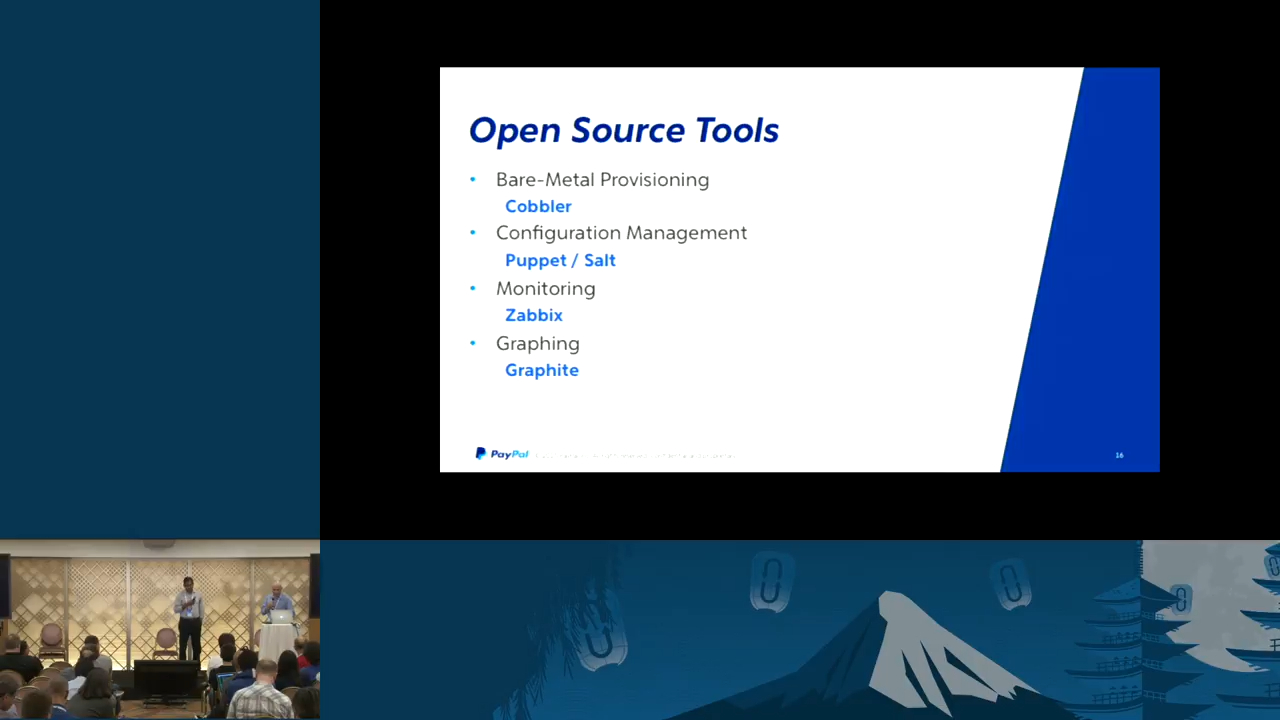 Open Source Tools
• Bare-Metal Provisioning
Cobbler
• Configuration Management
Puppet / Salt
• Monitoring
Zabbix
• Graphing
Graphite
PayPal
16